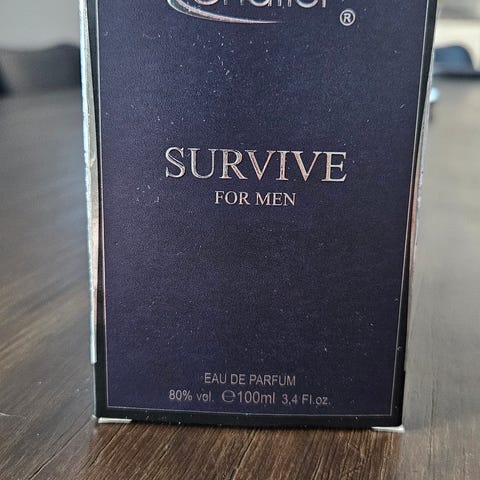 ®
SURVIVE
FOR MEN
EAU DE PARFUM
80% vol. ℮100ml 3,4 Fl.oz.